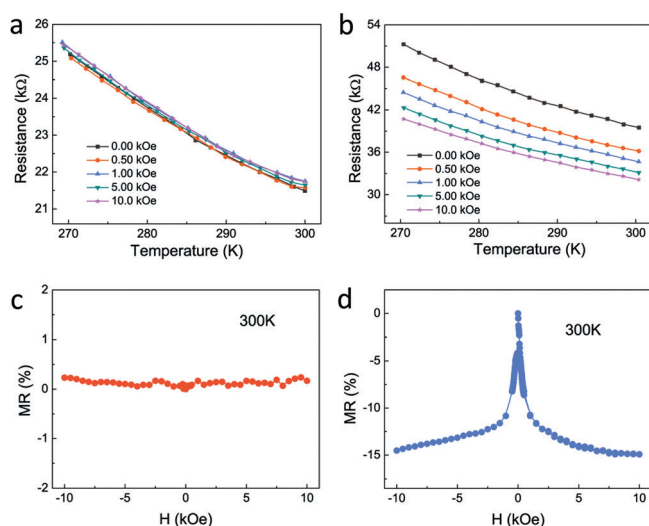 a
26
25
24
23
22
21
Resistance (kΩ)
0.00 kOe
0.50 kOe
1.00 kOe
5.00 kOe
10.0 kOe
270 280 290 300
Temperature (K)
b
54
48
42
36
30
Resistance (kΩ)
0.00 kOe
0.50 kOe
1.00 kOe
5.00 kOe
10.0 kOe
270 280 290 300
Temperature (K)
c
2
1
0
-1
-2
MR (%)
300K
-10 -5 0 5 10
H (kOe)
d
0
-5
-10
-15
MR (%)
300K
-10 -5 0 5 10
H (kOe)